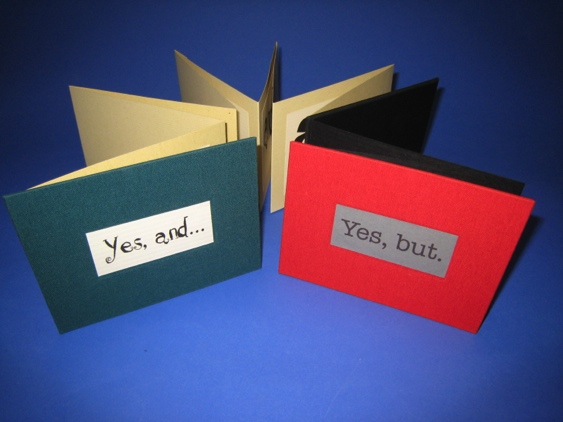 Yes, and...
Yes, but.